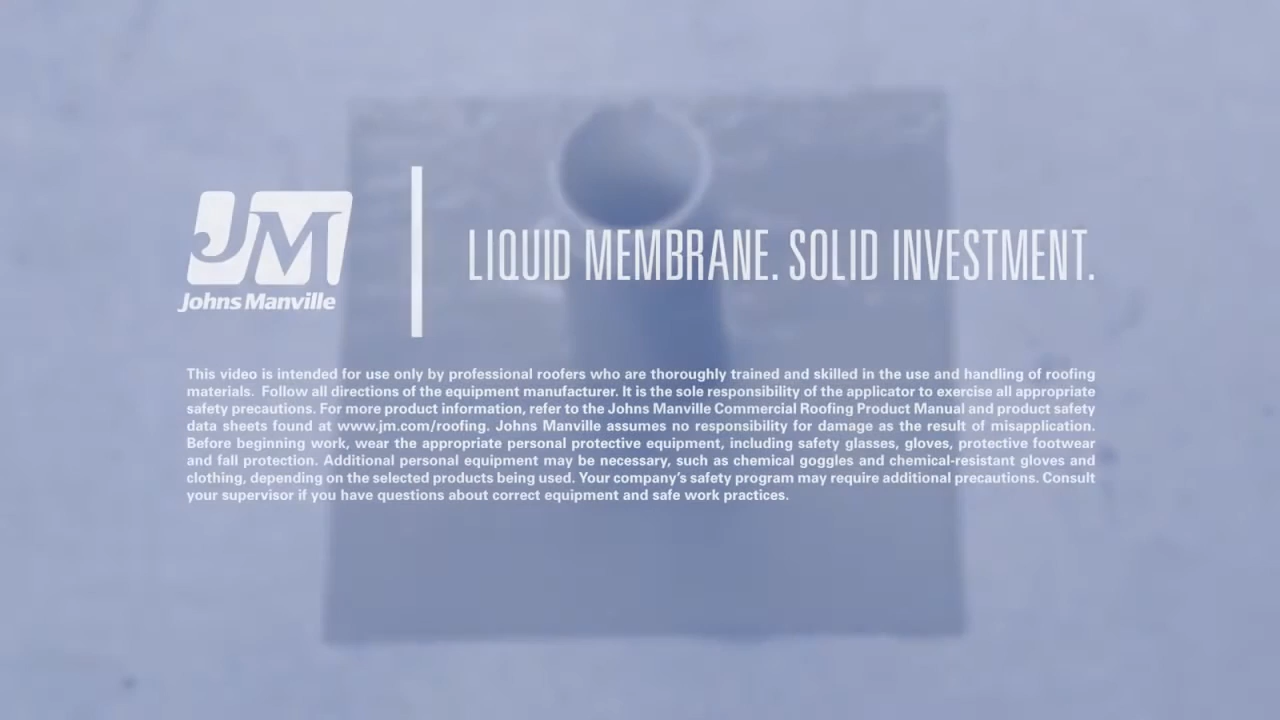 JM
Johns Manville
LIQUID MEMBRANE. SOLID INVESTMENT.
This video is intended for use only by professional roofers who are thoroughly trained and skilled in the use and handling of roofing
materials.  Follow all directions of the equipment manufacturer. It is the sole responsibility of the applicator to exercise all appropriate
safety precautions. For more product information, refer to the Johns Manville Commercial Roofing Product Manual and product safety
data sheets found at www.jm.com/roofing. Johns Manville assumes no responsibility for damage as the result of misapplication.
Before beginning work, wear the appropriate personal protective equipment, including safety glasses, gloves, protective footwear
and fall protection. Additional personal equipment may be necessary, such as chemical goggles and chemical-resistant gloves and
clothing, depending on the selected products being used. Your company's safety program may require additional precautions. Consult
your supervisor if you have questions about correct equipment and safe work practices.